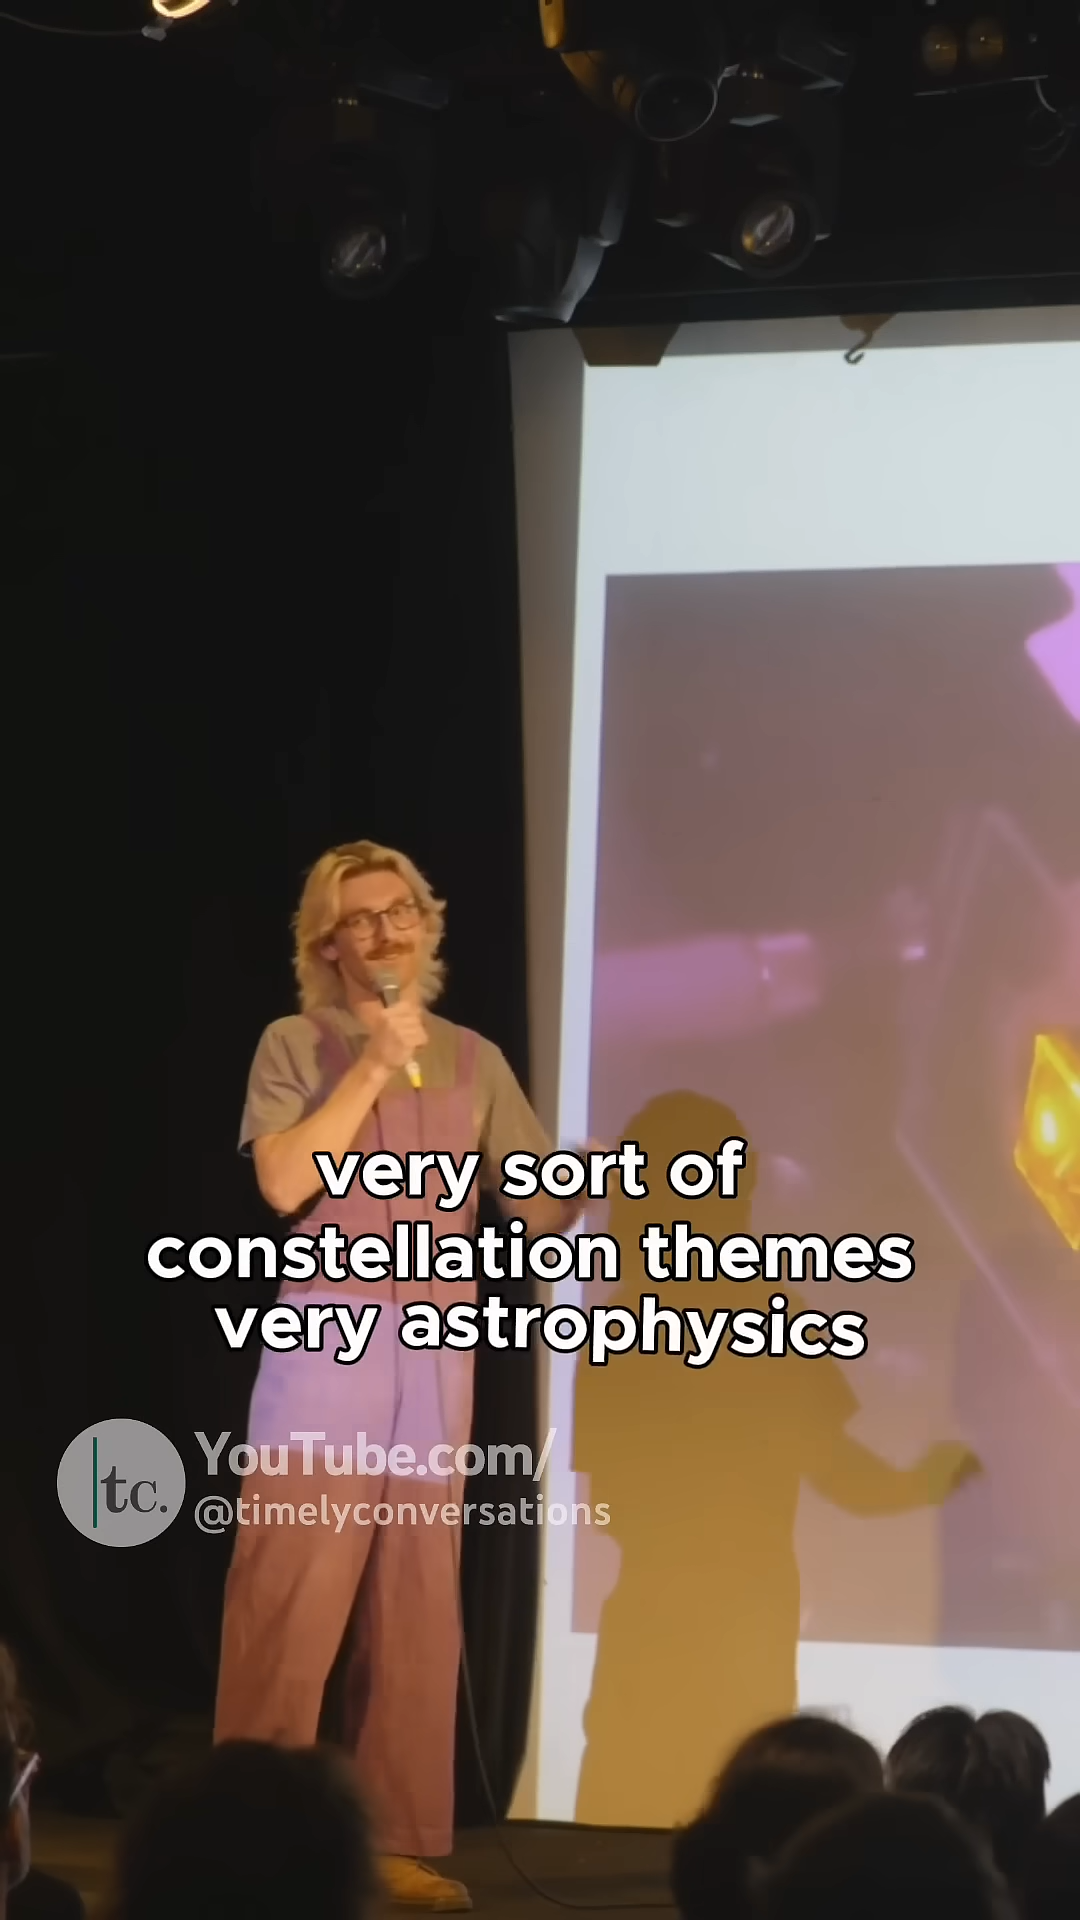 very sort of
constellation themes
very astrophysics
tc.
YouTube.com/
@timelyconversations